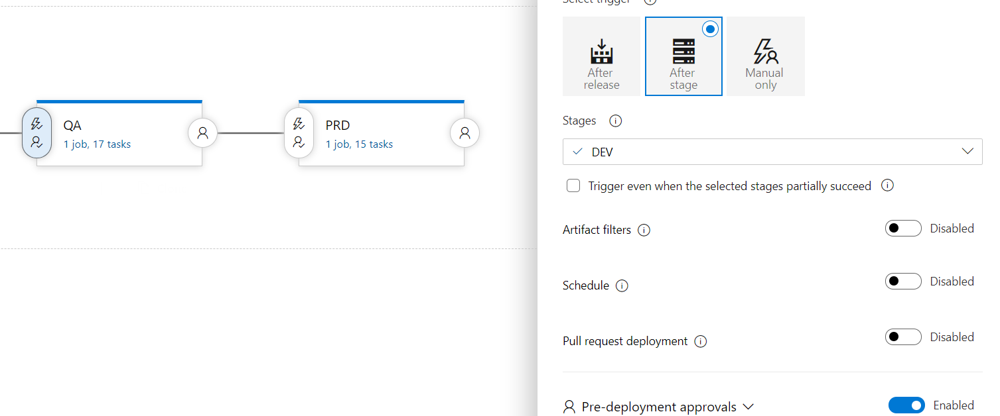 Select trigger
After
release
After
stage
Manual
only
QA
1 job, 17 tasks
PRD
1 job, 15 tasks
Stages
DEV
Trigger even when the selected stages partially succeed
Artifact filters
Disabled
Schedule
Disabled
Pull request deployment
Disabled
Pre-deployment approvals
Enabled